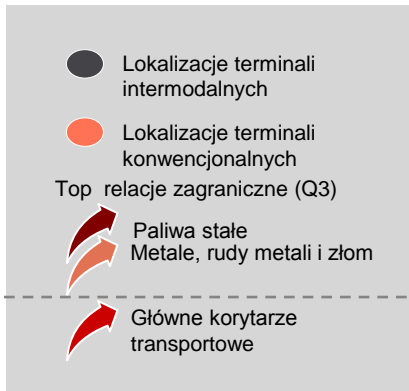 Lokalizacje terminali
intermodalnych
Lokalizacje terminali
konwencjonalnych
Top relacje zagraniczne (Q3)
Paliwa stałe
Metale, rudy metali i złom
Główne korytarze
transportowe